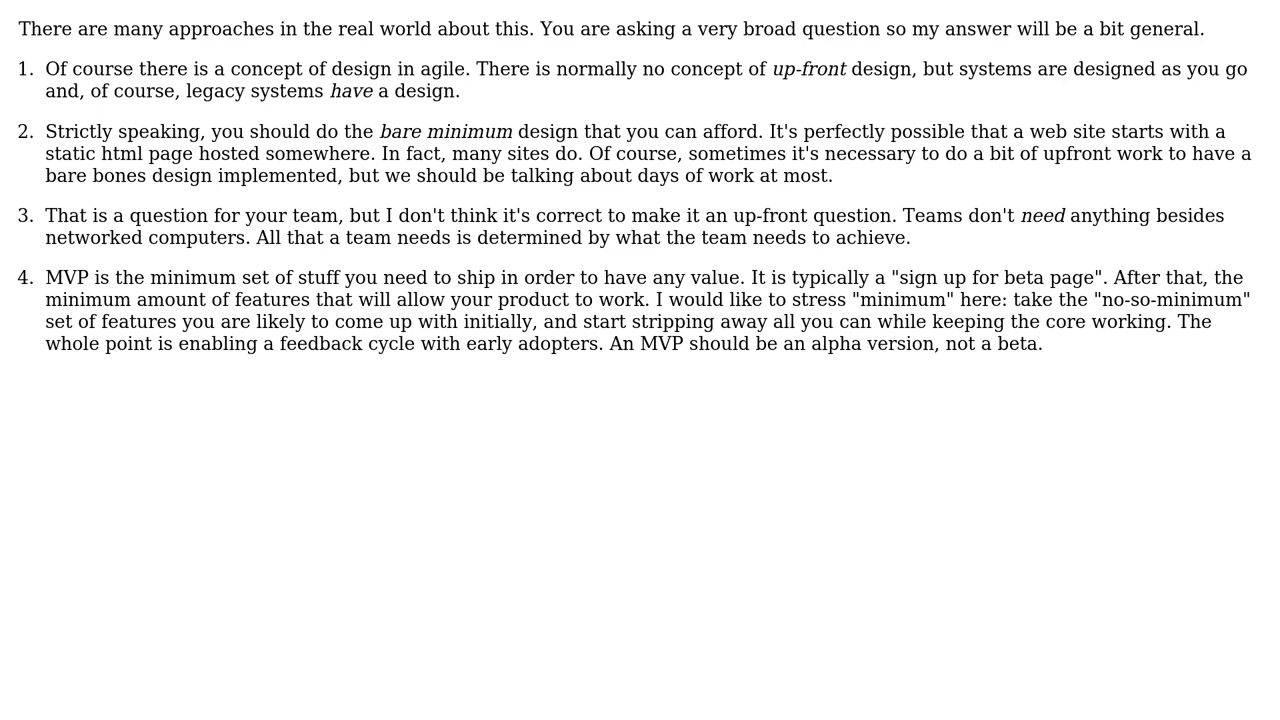 There are many approaches in the real world about this. You are asking a very broad question so my answer will be a bit general.
1. Of course there is a concept of design in agile. There is normally no concept of up-front design, but systems are designed as you go
and, of course, legacy systems have a design.
2. Strictly speaking, you should do the bare minimum design that you can afford. It's perfectly possible that a web site starts with a
static html page hosted somewhere. In fact, many sites do. Of course, sometimes it's necessary to do a bit of upfront work to have a
bare bones design implemented, but we should be talking about days of work at most.
3. That is a question for your team, but I don't think it's correct to make it an up-front question. Teams don't need anything besides
networked computers. All that a team needs is determined by what the team needs to achieve.
4. MVP is the minimum set of stuff you need to ship in order to have any value. It is typically a "sign up for beta page". After that, the
minimum amount of features that will allow your product to work. I would like to stress "minimum" here: take the "no-so-minimum"
set of features you are likely to come up with initially, and start stripping away all you can while keeping the core working. The
whole point is enabling a feedback cycle with early adopters. An MVP should be an alpha version, not a beta.